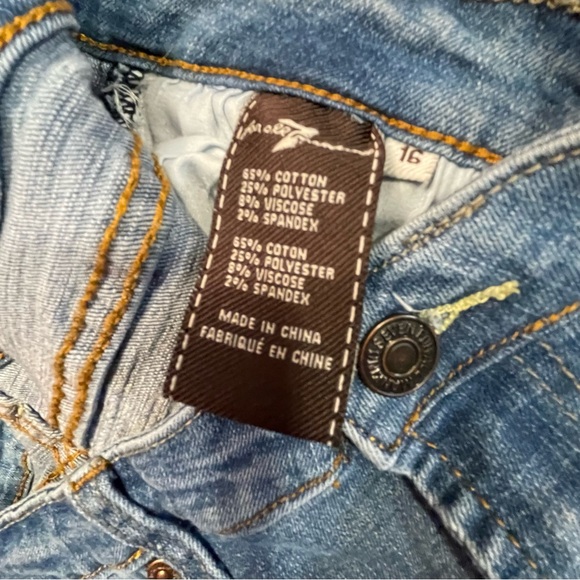 16
65% COTTON
25% POLYESTER
8% VISCOSE
2% SPANDEX
65% COTON
25% POLYESTER
8% VISCOSE
2% SPANDEX
MADE IN CHINA
FABRIQUÉ EN CHINE